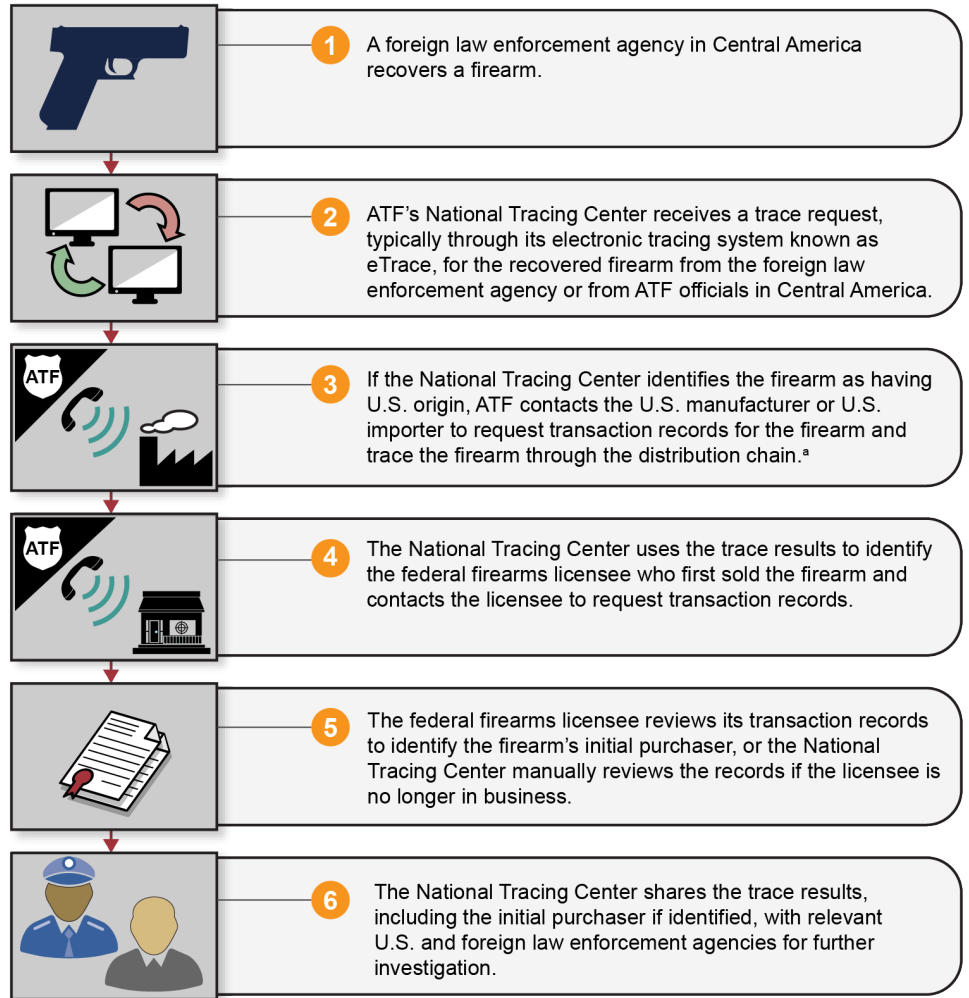 1
A foreign law enforcement agency in Central America
recovers a firearm.
2
ATF's National Tracing Center receives a trace request,
typically through its electronic tracing system known as
eTrace, for the recovered firearm from the foreign law
enforcement agency or from ATF officials in Central America.
ATF
3
If the National Tracing Center identifies the firearm as having
U.S. origin, ATF contacts the U.S. manufacturer or U.S.
importer to request transaction records for the firearm and
trace the firearm through the distribution chain.ᵃ
ATF
4
The National Tracing Center uses the trace results to identify
the federal firearms licensee who first sold the firearm and
contacts the licensee to request transaction records.
5
The federal firearms licensee reviews its transaction records
to identify the firearm's initial purchaser, or the National
Tracing Center manually reviews the records if the licensee is
no longer in business.
6
The National Tracing Center shares the trace results,
including the initial purchaser if identified, with relevant
U.S. and foreign law enforcement agencies for further
investigation.